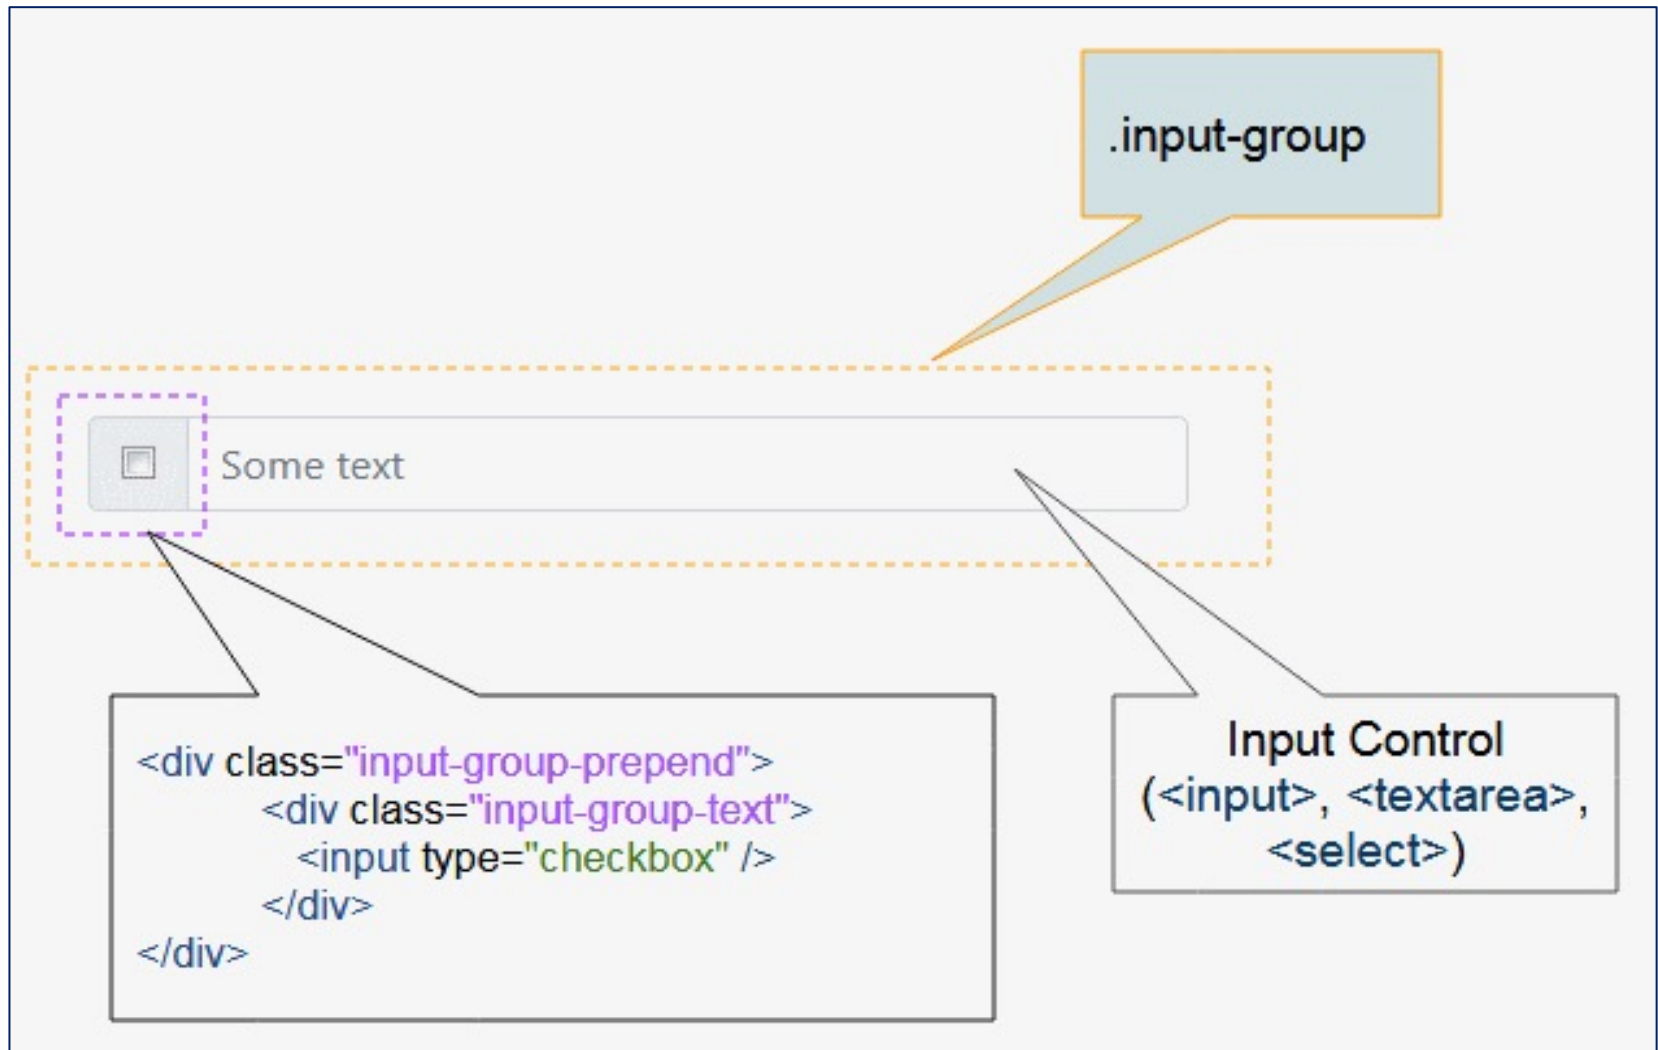 .input-group
Some text
<div class="input-group-prepend">
<div class="input-group-text">
<input type="checkbox" />
</div>
</div>
Input Control
(<input>, <textarea>,
<select>)